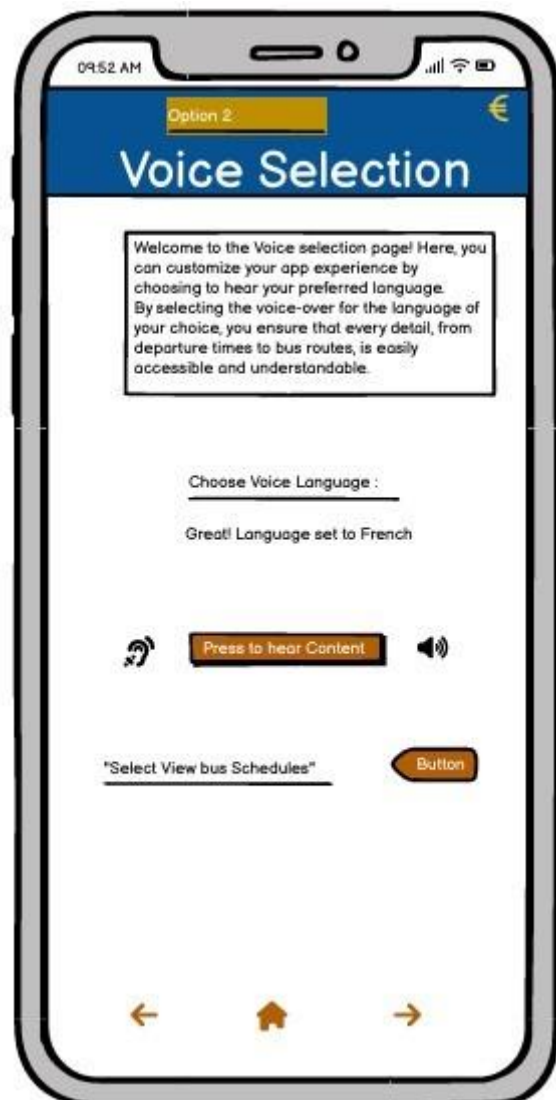 09:52 AM
Option 2
€
Voice Selection
Welcome to the Voice selection page! Here, you
can customize your app experience by
choosing to hear your preferred language.
By selecting the voice-over for the language of
your choice, you ensure that every detail, from
departure times to bus routes, is easily
accessible and understandable.
Choose Voice Language :
Great! Language set to French
Press to hear Content
"Select View bus Schedules"
Button